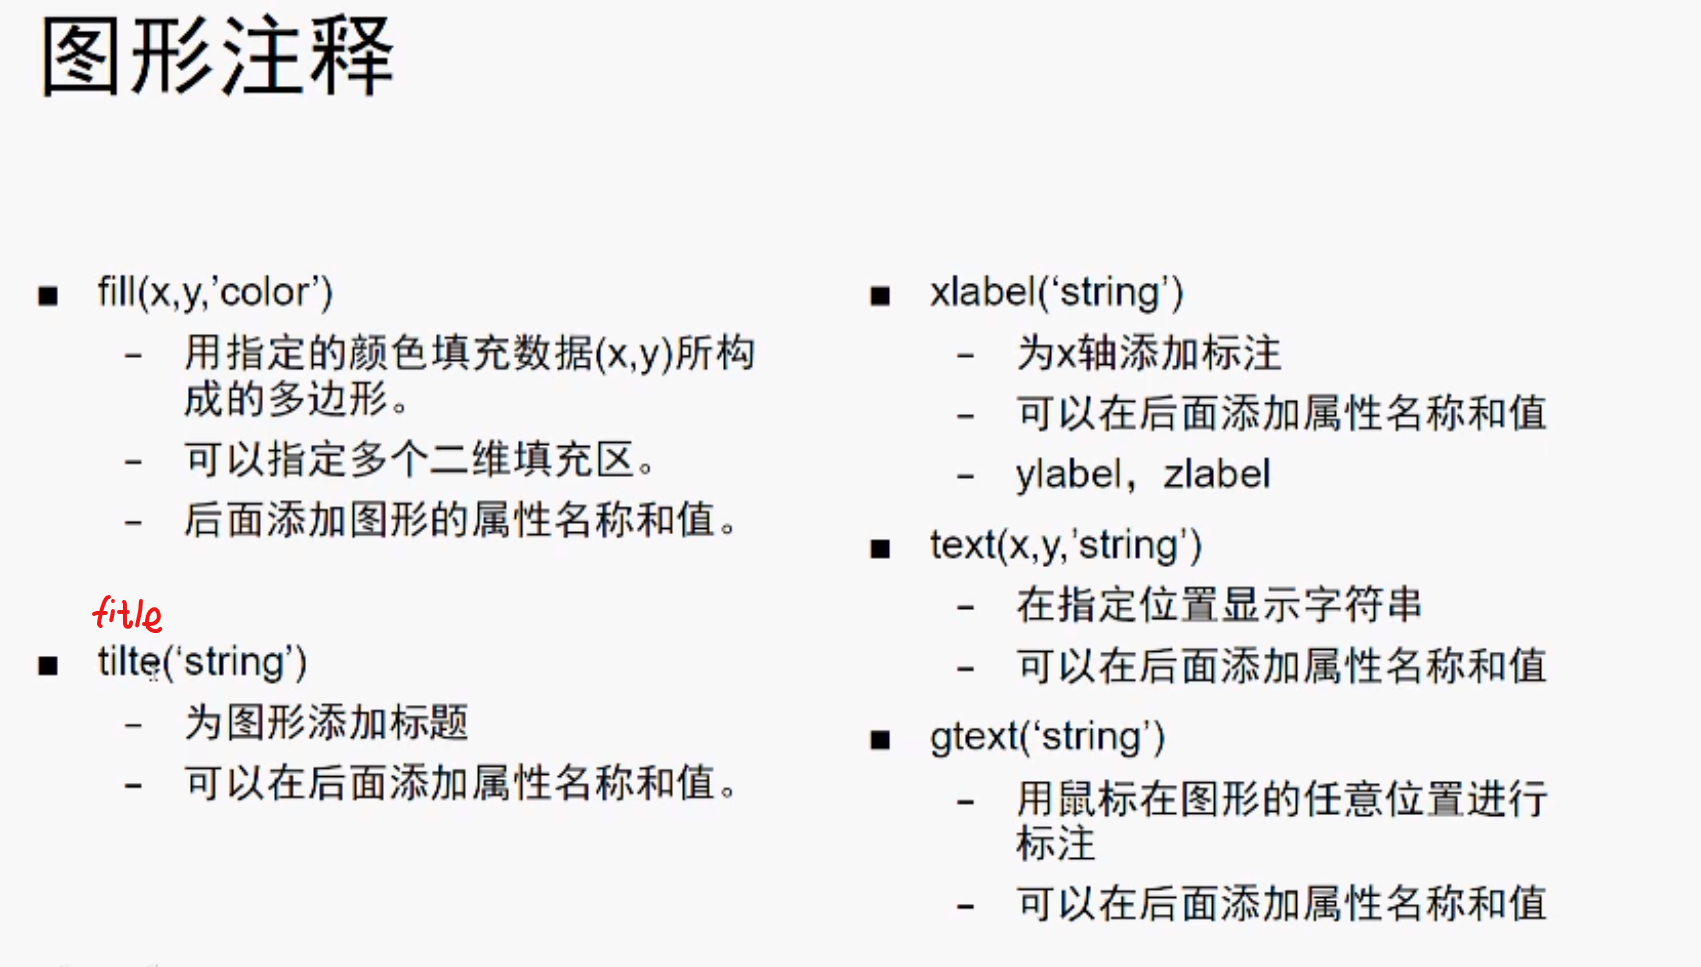 图形注释
■ fill(x,y,’color’)
– 用指定的颜色填充数据(x,y)所构
成的多边形。
– 可以指定多个二维填充区。
– 后面添加图形的属性名称和值。
title
■ tilte(‘string’)
– 为图形添加标题
– 可以在后面添加属性名称和值。
■ xlabel(‘string’)
– 为x轴添加标注
– 可以在后面添加属性名称和值
– ylabel，zlabel
■ text(x,y,’string’)
– 在指定位置显示字符串
– 可以在后面添加属性名称和值
■ gtext(‘string’)
– 用鼠标在图形的任意位置进行
标注
– 可以在后面添加属性名称和值